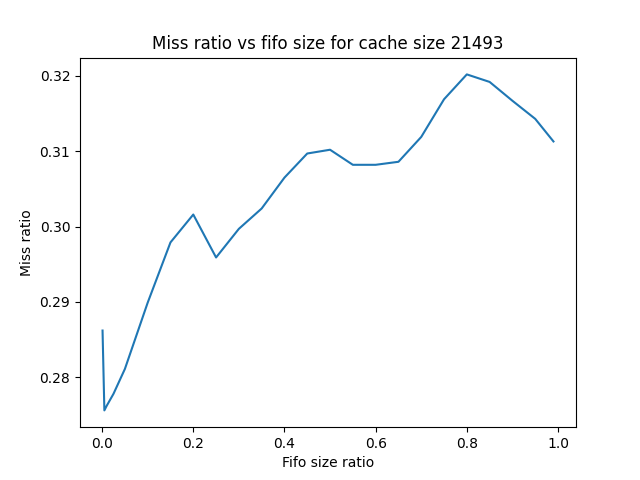 Miss ratio vs fifo size for cache size 21493
0.32
0.31
0.30
0.29
0.28
Miss ratio
0.0 0.2 0.4 0.6 0.8 1.0
Fifo size ratio